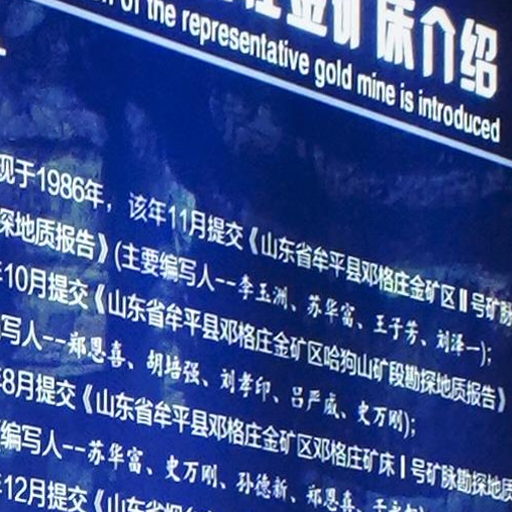 庄金矿床介绍
of the representative gold mine is introduced
现于1986年，该年11月提交《山东省牟平县邓格庄金矿区Ⅱ号矿脉
探地质报告》(主要编写人--李玉洲、苏华富、王子芳、刘泽一);
10月提交《山东省牟平县邓格庄金矿区哈狗山矿段勘探地质报告》
写人--郑恩喜、胡培强、刘孝印、吕严威、史万刚);
8月提交《山东省牟平县邓格庄金矿区邓格庄矿床Ⅰ号矿脉勘探地质
编写人--苏华富、史万刚、孙德新、郑恩喜、
12月提交《山东省